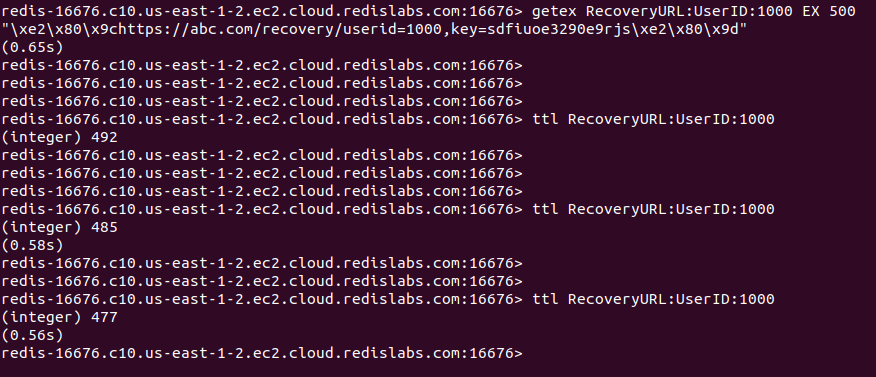 redis-16676.c10.us-east-1-2.ec2.cloud.redislabs.com:16676> getex RecoveryURL:UserID:1000 EX 500
"\xe2\x80\x9chttps://abc.com/recovery/userid=1000,key=sdfiuoe3290e9rjs\xe2\x80\x9d"
(0.65s)
redis-16676.c10.us-east-1-2.ec2.cloud.redislabs.com:16676>
redis-16676.c10.us-east-1-2.ec2.cloud.redislabs.com:16676>
redis-16676.c10.us-east-1-2.ec2.cloud.redislabs.com:16676>
redis-16676.c10.us-east-1-2.ec2.cloud.redislabs.com:16676> ttl RecoveryURL:UserID:1000
(integer) 492
redis-16676.c10.us-east-1-2.ec2.cloud.redislabs.com:16676>
redis-16676.c10.us-east-1-2.ec2.cloud.redislabs.com:16676>
redis-16676.c10.us-east-1-2.ec2.cloud.redislabs.com:16676>
redis-16676.c10.us-east-1-2.ec2.cloud.redislabs.com:16676> ttl RecoveryURL:UserID:1000
(integer) 485
(0.58s)
redis-16676.c10.us-east-1-2.ec2.cloud.redislabs.com:16676>
redis-16676.c10.us-east-1-2.ec2.cloud.redislabs.com:16676>
redis-16676.c10.us-east-1-2.ec2.cloud.redislabs.com:16676> ttl RecoveryURL:UserID:1000
(integer) 477
(0.56s)
redis-16676.c10.us-east-1-2.ec2.cloud.redislabs.com:16676>